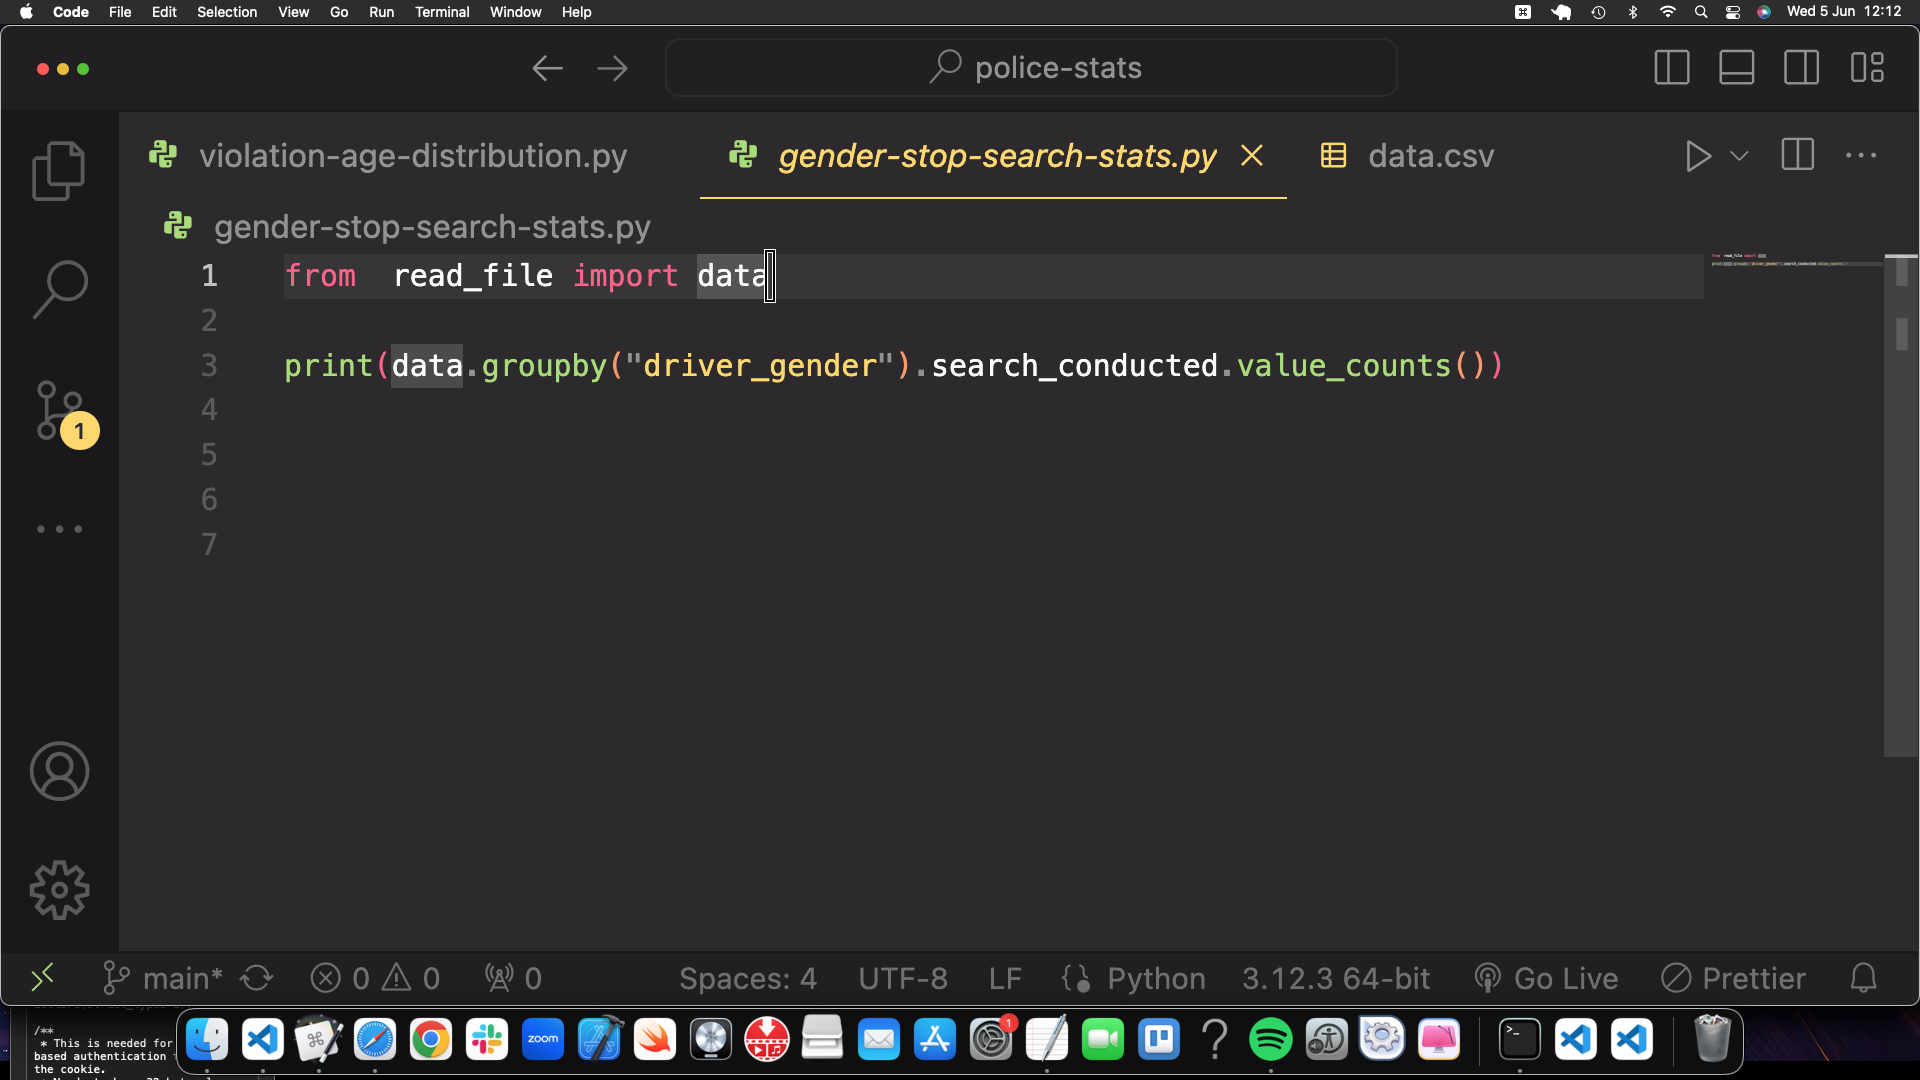 Code File Edit Selection View Go Run Terminal Window Help Wed 5 Jun 12:12
police-stats
violation-age-distribution.py gender-stop-search-stats.py data.csv
gender-stop-search-stats.py
1 from  read_file import data
2
3 print(data.groupby("driver_gender").search_conducted.value_counts())
4
5
6
7
1
main* 0 0 0 Spaces: 4 UTF-8 LF Python 3.12.3 64-bit Go Live Prettier
/**
* This is needed for
based authentication
the cookie.
zoom
1